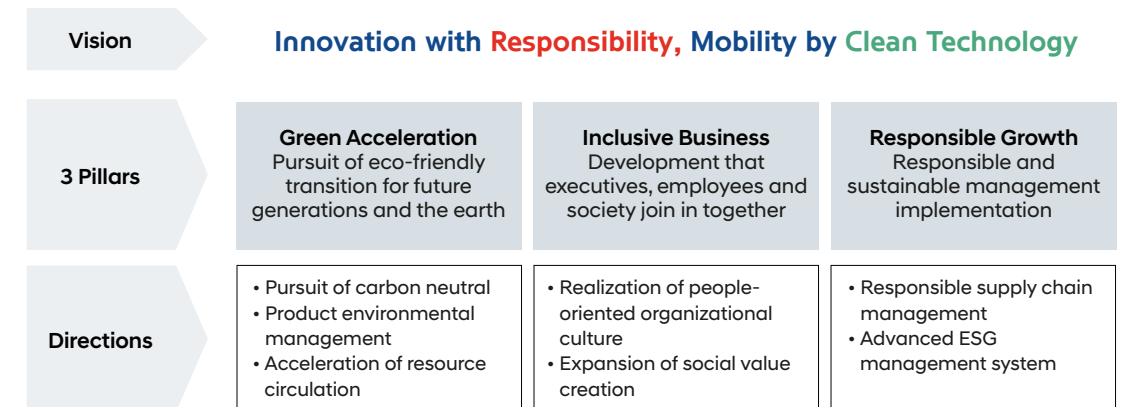 Vision
Innovation with Responsibility, Mobility by Clean Technology
3 Pillars
Green Acceleration
Pursuit of eco-friendly
transition for future
generations and the earth
Inclusive Business
Development that
executives, employees and
society join in together
Responsible Growth
Responsible and
sustainable management
implementation
Directions
• Pursuit of carbon neutral
• Product environmental
management
• Acceleration of resource
circulation
• Realization of people-
oriented organizational
culture
• Expansion of social value
creation
• Responsible supply chain
management
• Advanced ESG
management system